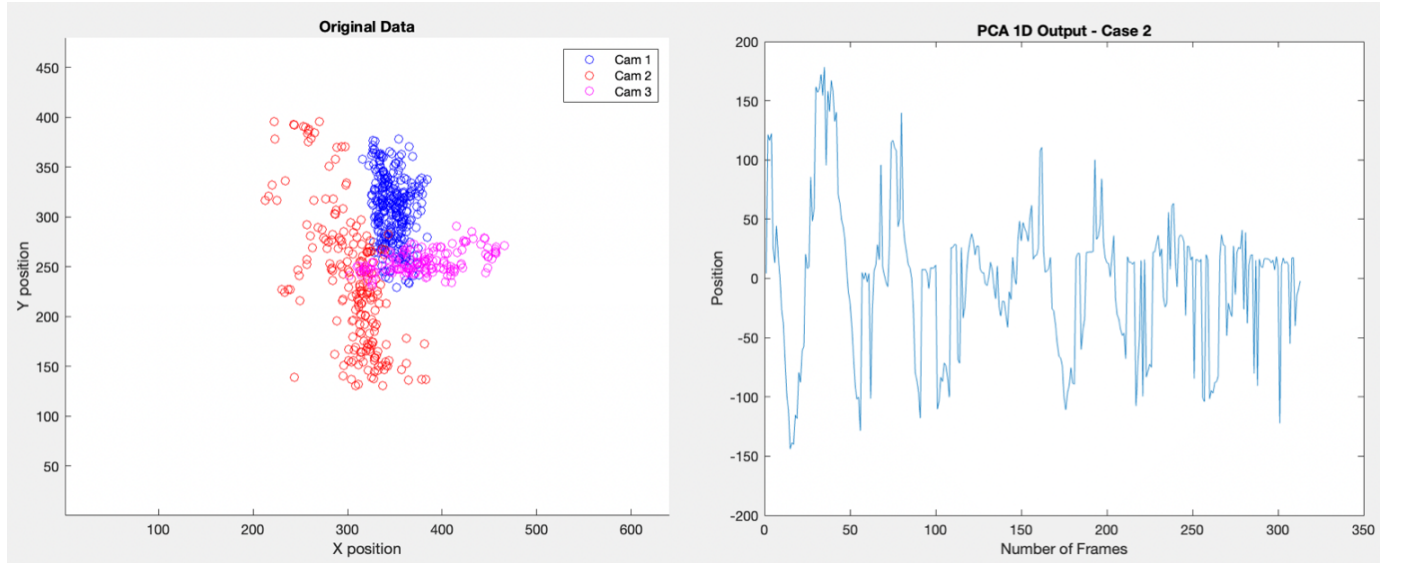 Original Data
450
400
350
300
250
200
150
100
50
Y position
100 200 300 400 500 600
X position
Cam 1
Cam 2
Cam 3
PCA 1D Output - Case 2
200
150
100
50
0
-50
-100
-150
-200
Position
0 50 100 150 200 250 300 350
Number of Frames